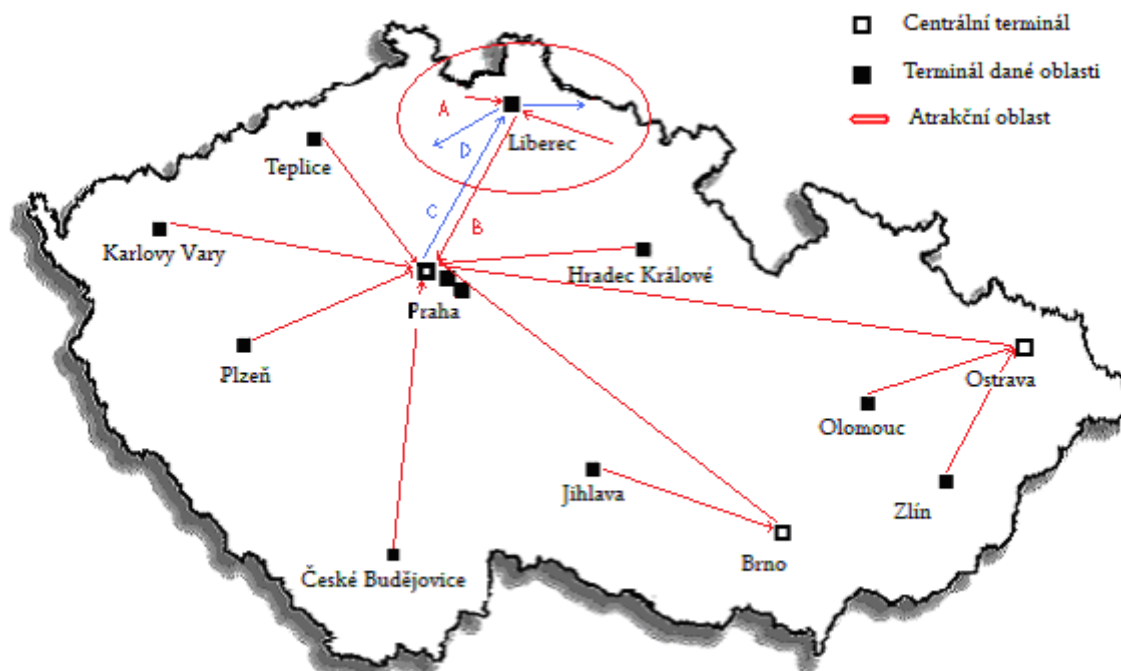 Centrální terminál
Terminál dané oblasti
Atrakční oblast
A
Liberec
D
Teplice
C
B
Karlovy Vary
Hradec Králové
Praha
Plzeň
Ostrava
Olomouc
Jihlava
Zlín
Brno
České Budějovice